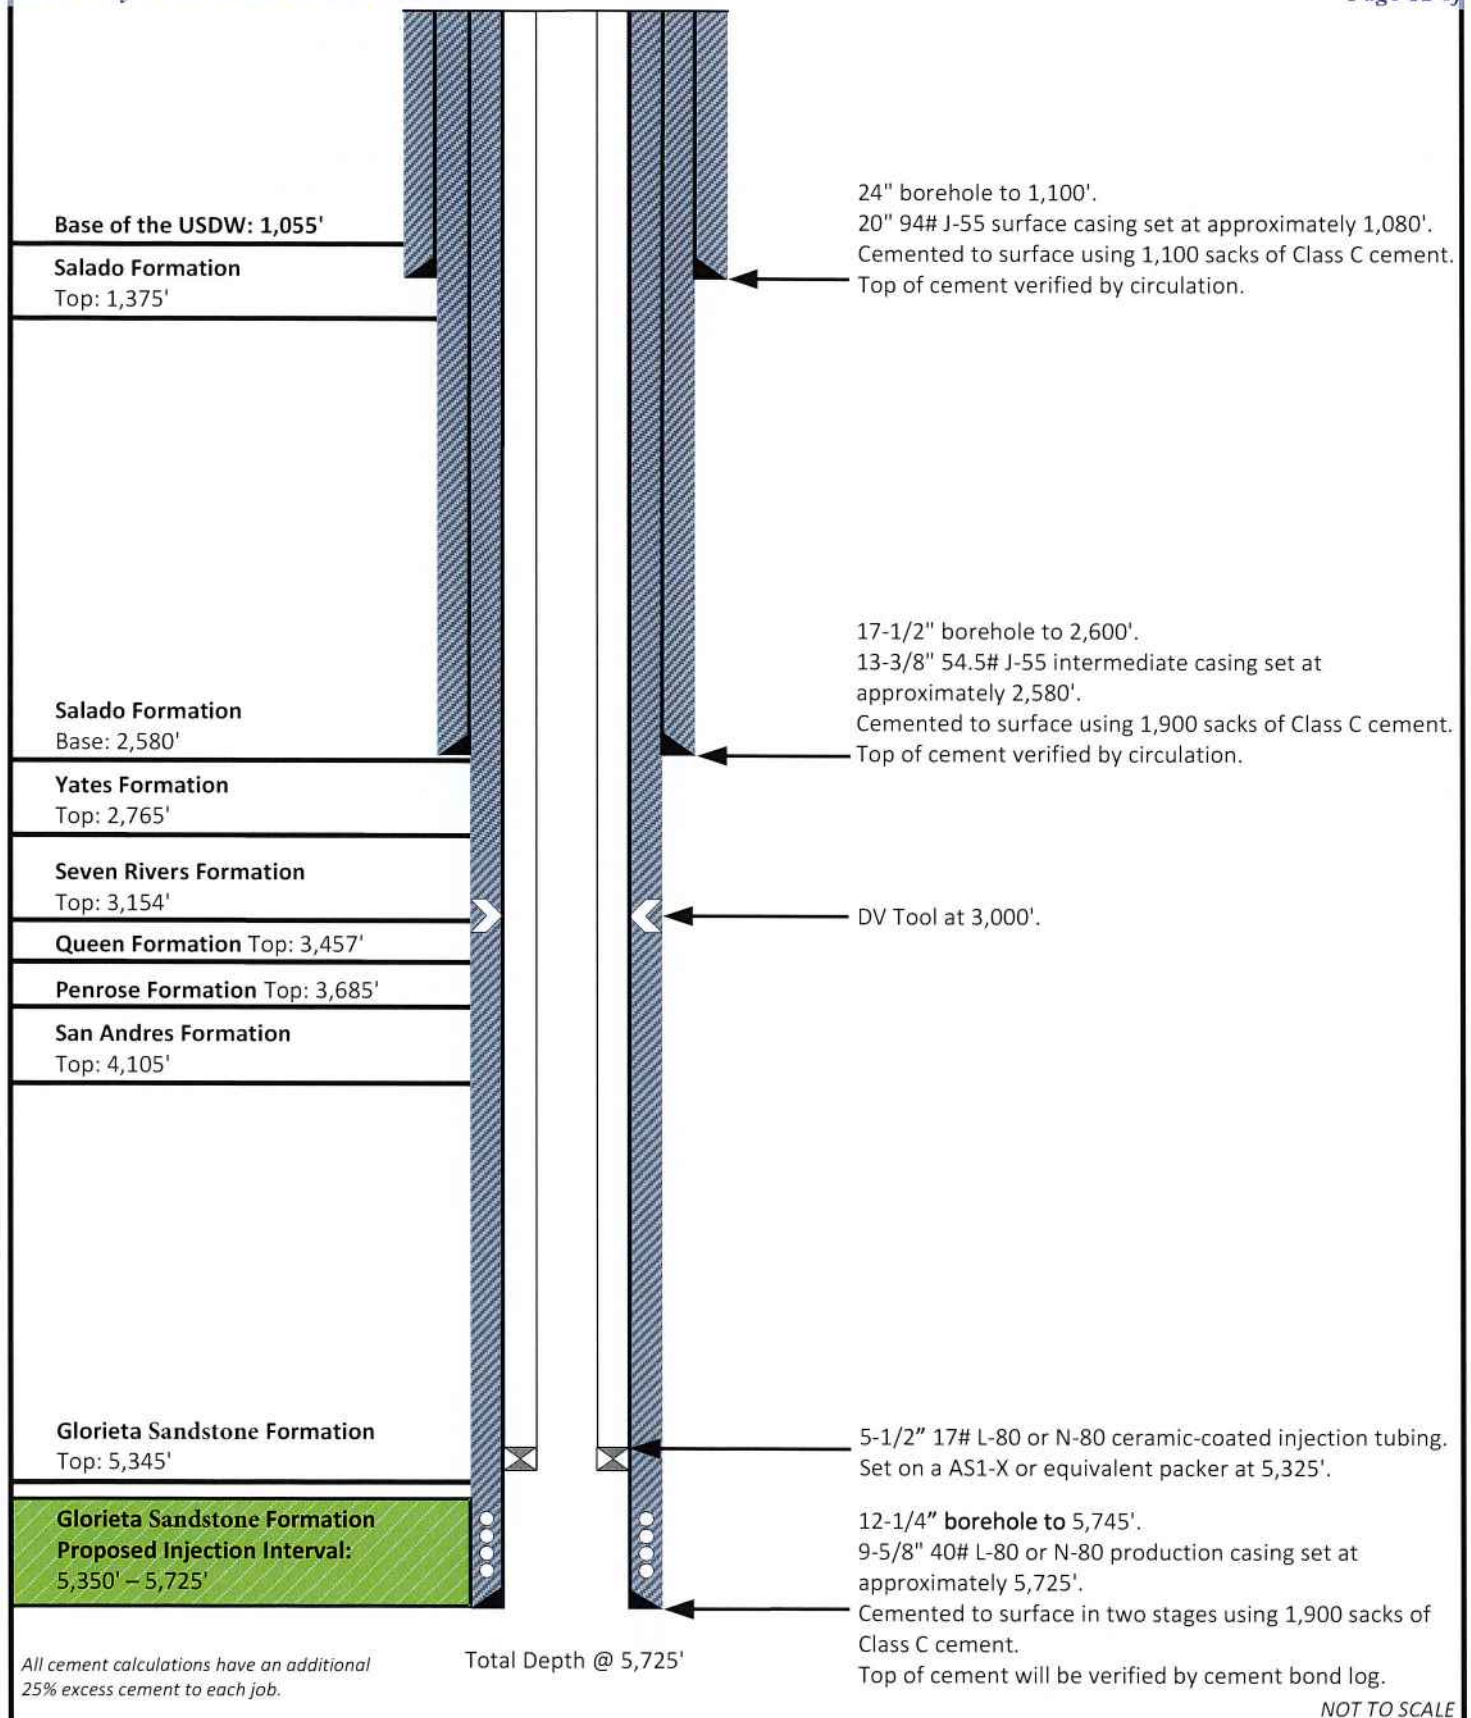 Base of the USDW: 1,055'
Salado Formation
Top: 1,375'
24" borehole to 1,100'.
20" 94# J-55 surface casing set at approximately 1,080'.
Cemented to surface using 1,100 sacks of Class C cement.
Top of cement verified by circulation.
17-1/2" borehole to 2,600'.
13-3/8" 54.5# J-55 intermediate casing set at
approximately 2,580'.
Cemented to surface using 1,900 sacks of Class C cement.
Top of cement verified by circulation.
Salado Formation
Base: 2,580'
Yates Formation
Top: 2,765'
Seven Rivers Formation
Top: 3,154'
DV Tool at 3,000'.
Queen Formation Top: 3,457'
Penrose Formation Top: 3,685'
San Andres Formation
Top: 4,105'
Glorieta Sandstone Formation
Top: 5,345'
5-1/2" 17# L-80 or N-80 ceramic-coated injection tubing.
Set on a AS1-X or equivalent packer at 5,325'.
Glorieta Sandstone Formation
Proposed Injection Interval:
5,350' – 5,725'
12-1/4" borehole to 5,745'.
9-5/8" 40# L-80 or N-80 production casing set at
approximately 5,725'.
Cemented to surface in two stages using 1,900 sacks of
Class C cement.
Top of cement will be verified by cement bond log.
Total Depth @ 5,725'
All cement calculations have an additional
25% excess cement to each job.
NOT TO SCALE